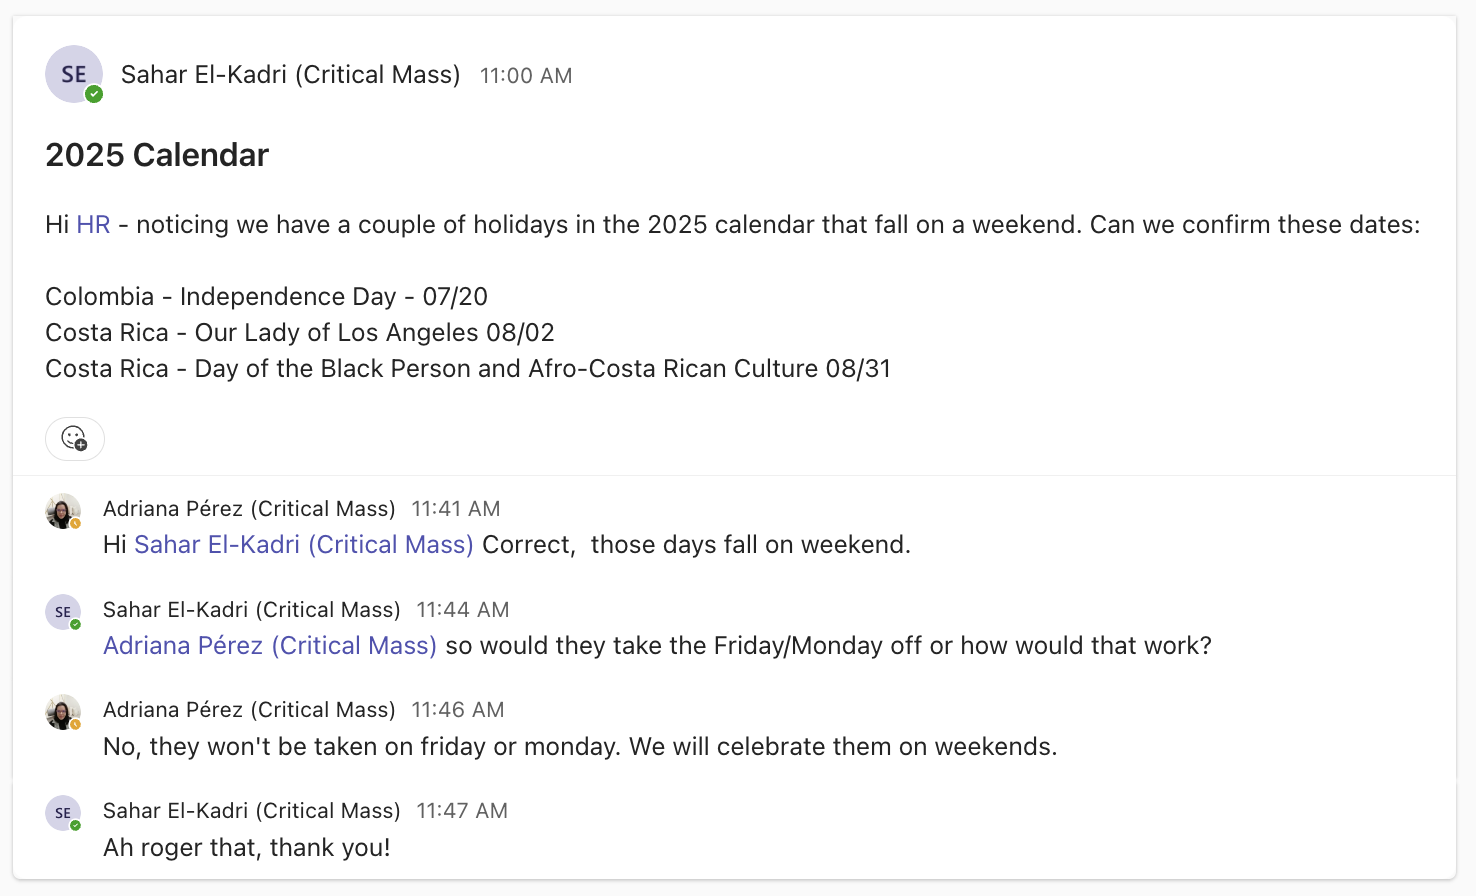 SE
Sahar El-Kadri (Critical Mass) 11:00 AM
2025 Calendar
Hi HR - noticing we have a couple of holidays in the 2025 calendar that fall on a weekend. Can we confirm these dates:
Colombia - Independence Day - 07/20
Costa Rica - Our Lady of Los Angeles 08/02
Costa Rica - Day of the Black Person and Afro-Costa Rican Culture 08/31
Adriana Pérez (Critical Mass) 11:41 AM
Hi Sahar El-Kadri (Critical Mass) Correct,  those days fall on weekend.
SE
Sahar El-Kadri (Critical Mass) 11:44 AM
Adriana Pérez (Critical Mass) so would they take the Friday/Monday off or how would that work?
Adriana Pérez (Critical Mass) 11:46 AM
No, they won't be taken on friday or monday. We will celebrate them on weekends.
SE
Sahar El-Kadri (Critical Mass) 11:47 AM
Ah roger that, thank you!